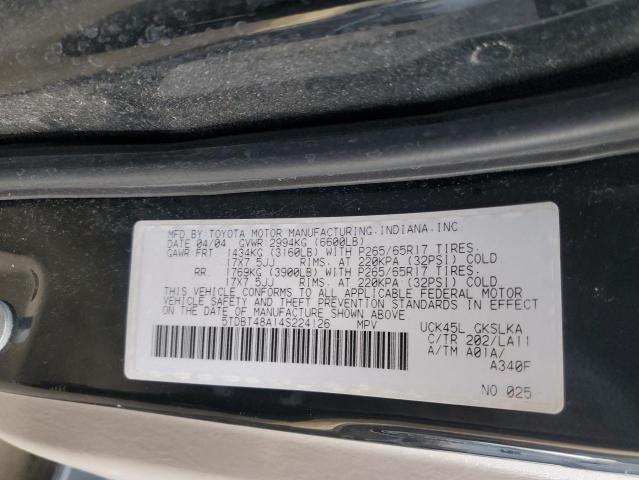 MFD.BY:TOYOTA MOTOR MANUFACTURING.INDIANA.INC.
DATE 04/04 GVWR 2994KG (6600LB)
GAWR:FRT 1434KG (3160LB) WITH P265/65R17 TIRES.
17X7.5JJ RIMS. AT 220KPA (32PSI) COLD
RR. 1769KG (3900LB) WITH P265/65R17 TIRES.
17X7.5JJ RIMS. AT 220KPA (32PSI) COLD
THIS VEHICLE CONFORMS TO ALL APPLICABLE FEDERAL MOTOR
VEHICLE SAFETY AND THEFT PREVENTION STANDARDS IN EFFECT
ON THE DATE OF MANUFACTURE SHOWN ABOVE.
5TDBT48A14S224126 MPV
UCK45L GKSLKA
C/TR 202/LA11
A/TM A01A/
A340F
NO 025